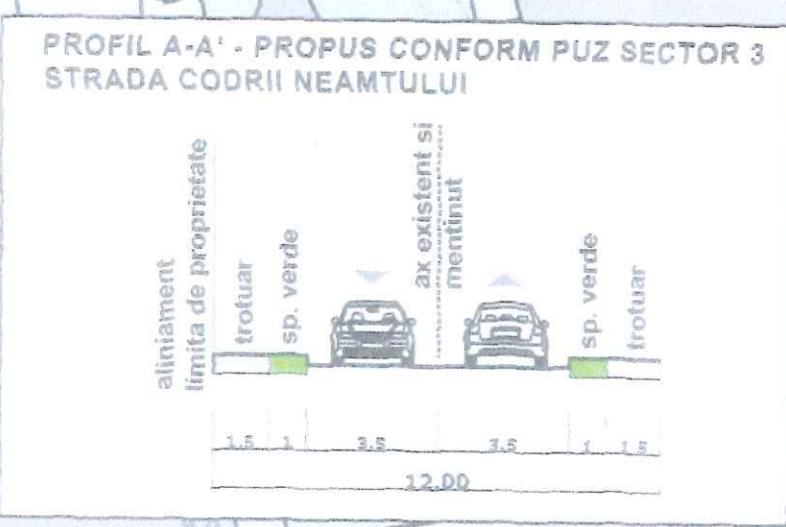 PROFIL A-A' - PROPUS CONFORM PUZ SECTOR 3
STRADA CODRII NEAMTULUI
aliniament
limita de proprietate
trotuar
sp. verde
ax existent si
mentinut
sp. verde
trotuar
1.5 1 3.5 3.5 1 1.5
12.00